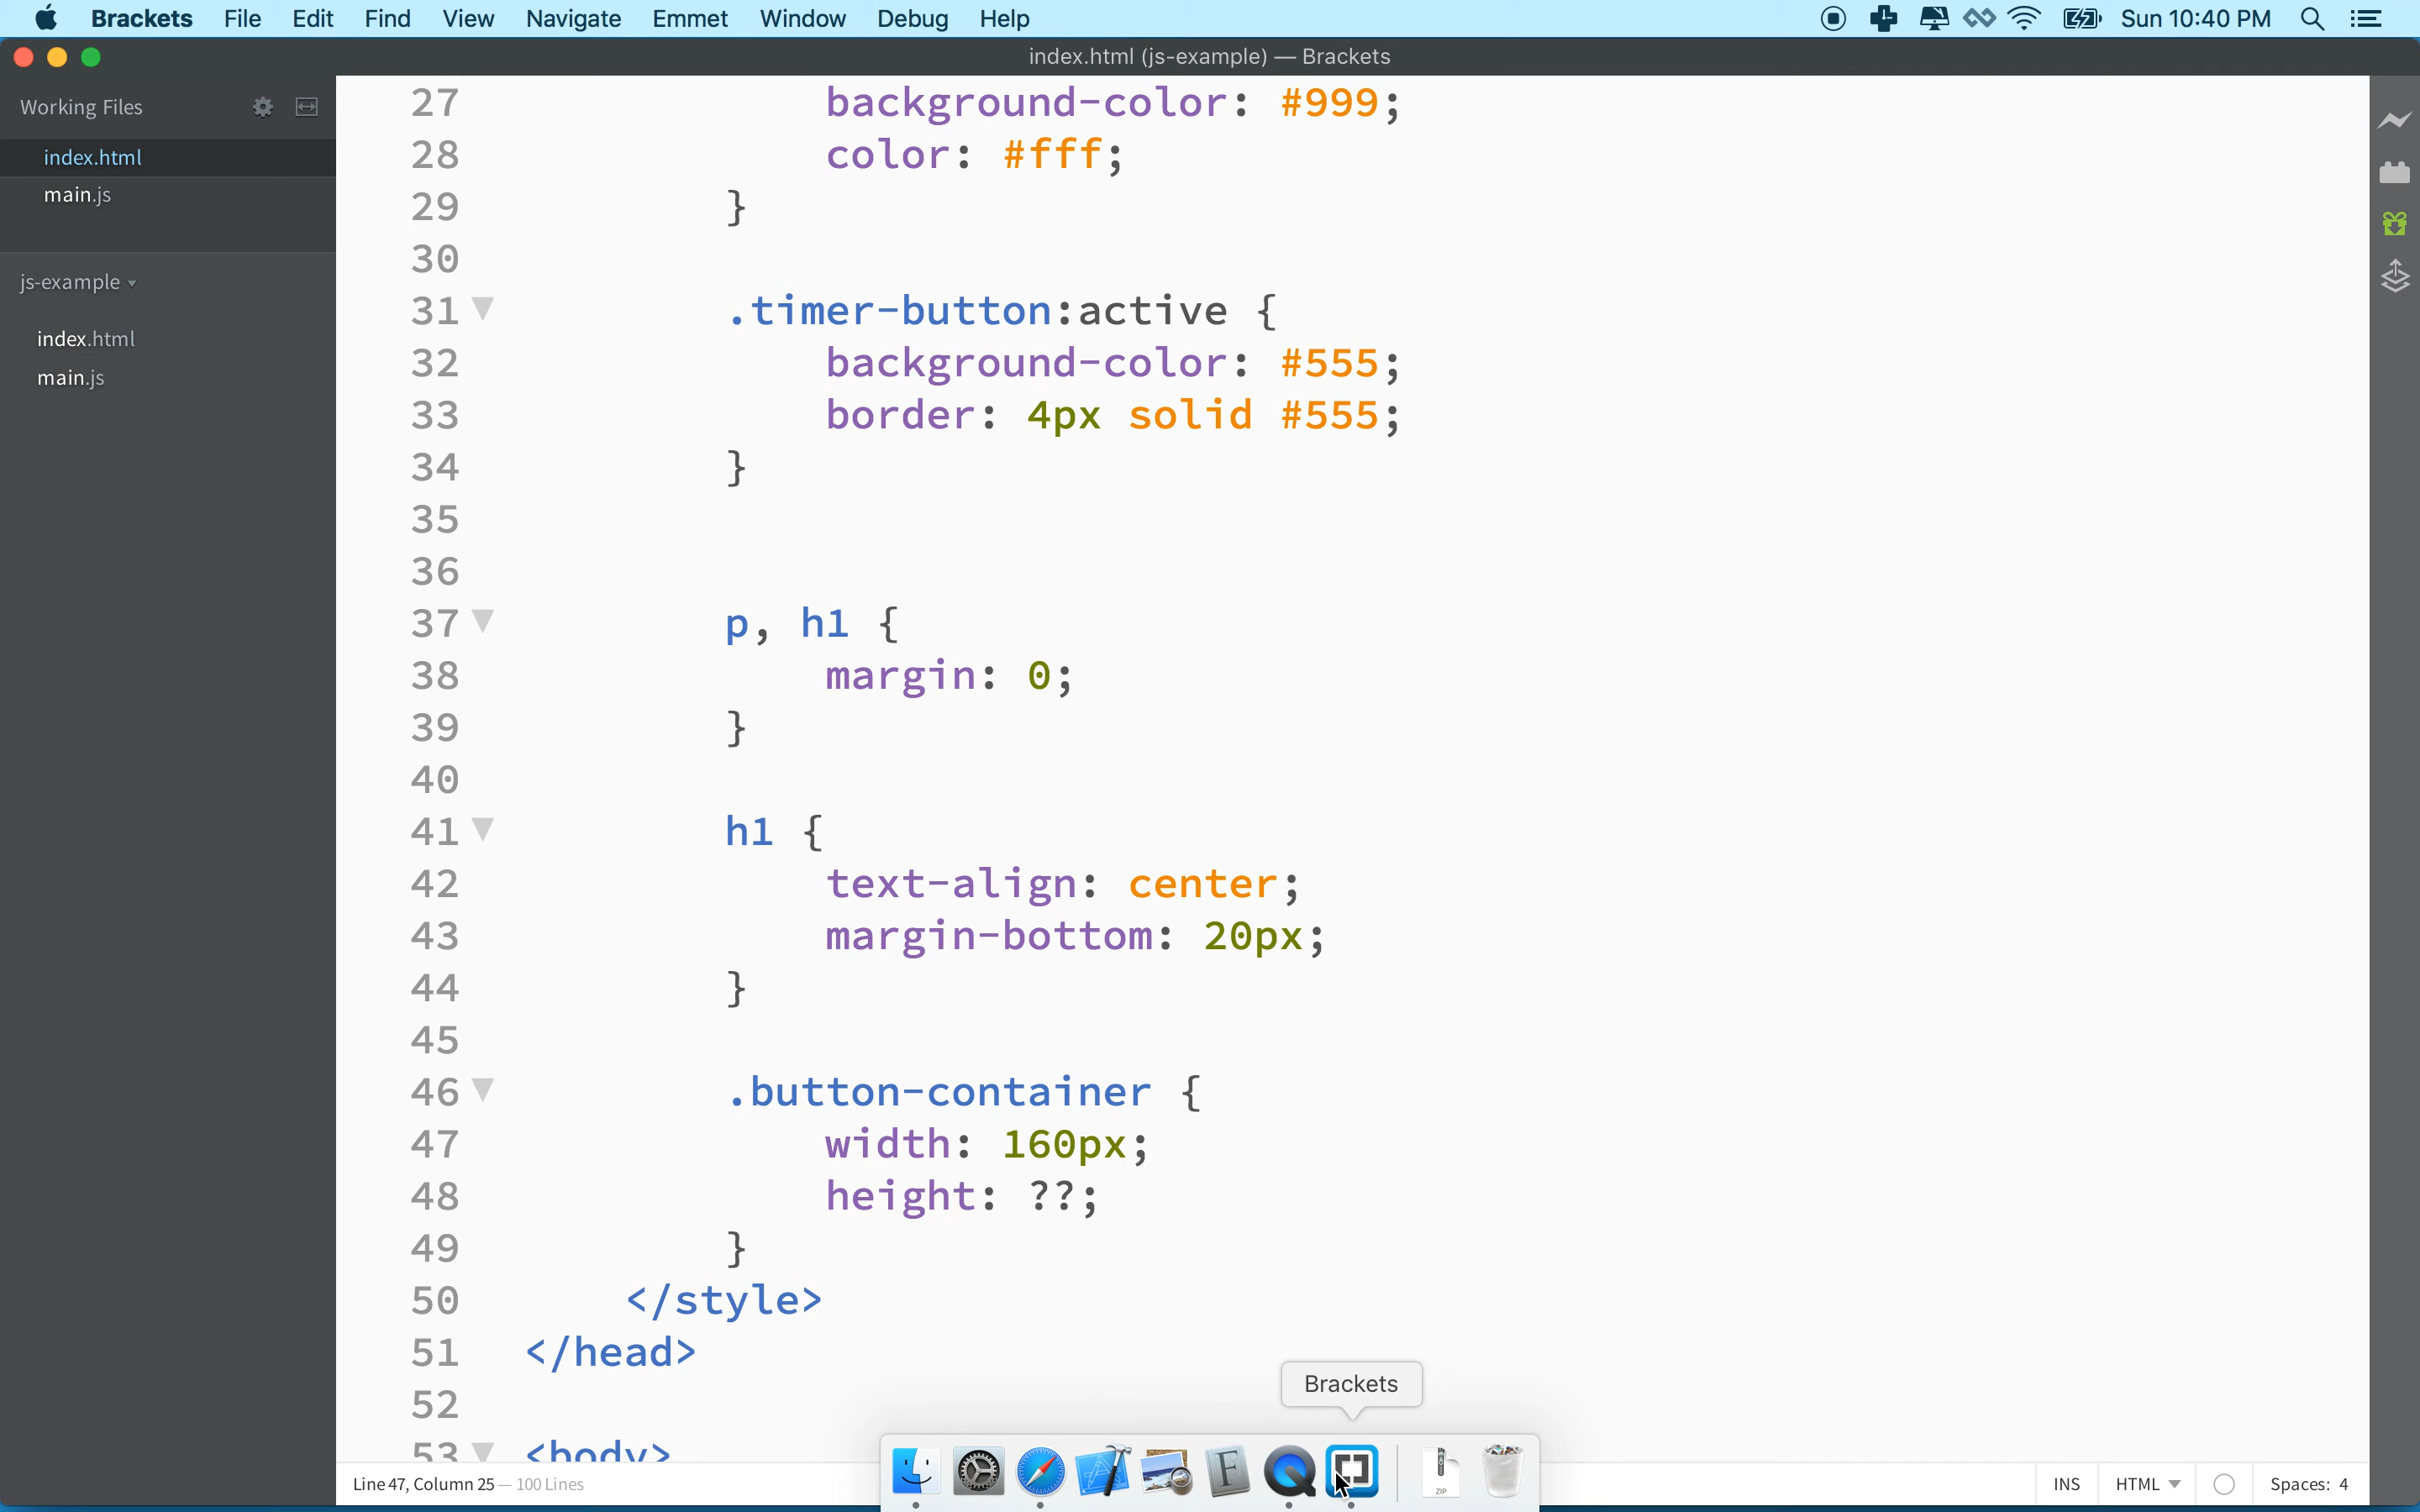 Brackets File Edit Find View Navigate Emmet Window Debug Help Sun 10:40 PM
index.html (js-example) — Brackets
Working Files
index.html
main.js
js-example
index.html
main.js
27 background-color: #999;
28 color: #fff;
29 }
30
31 .timer-button:active {
32 background-color: #555;
33 border: 4px solid #555;
34 }
35
36
37 p, h1 {
38 margin: 0;
39 }
40
41 h1 {
42 text-align: center;
43 margin-bottom: 20px;
44 }
45
46 .button-container {
47 width: 160px;
48 height: ??;
49 }
50 </style>
51 </head>
52
53 <body>
Brackets
ZIP
Line 47, Column 25 — 100 Lines INS HTML Spaces: 4